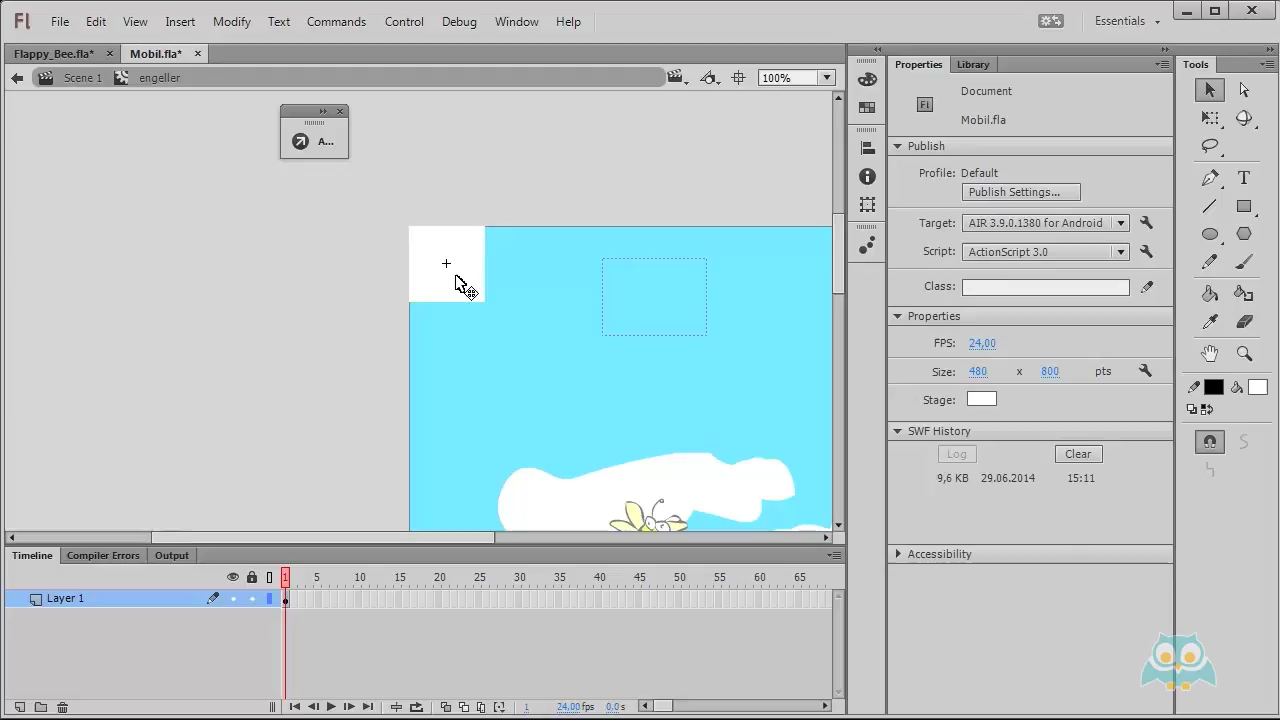 Fl File Edit View Insert Modify Text Commands Control Debug Window Help Essentials
Flappy_Bee.fla* Mobil.fla*
Scene 1 engeller 100%
A...
Properties Library
Fl Document
Mobil.fla
Publish
Profile: Default
Publish Settings...
Target: AIR 3.9.0.1380 for Android
Script: ActionScript 3.0
Class:
Properties
FPS: 24,00
Size: 480 x 800 pts
Stage:
SWF History
Log Clear
9,6 KB 29.06.2014 15:11
Accessibility
Tools
T
Timeline Compiler Errors Output
1 5 10 15 20 25 30 35 40 45 50 55 60 65
Layer 1
1 24.00 fps 0.0 s